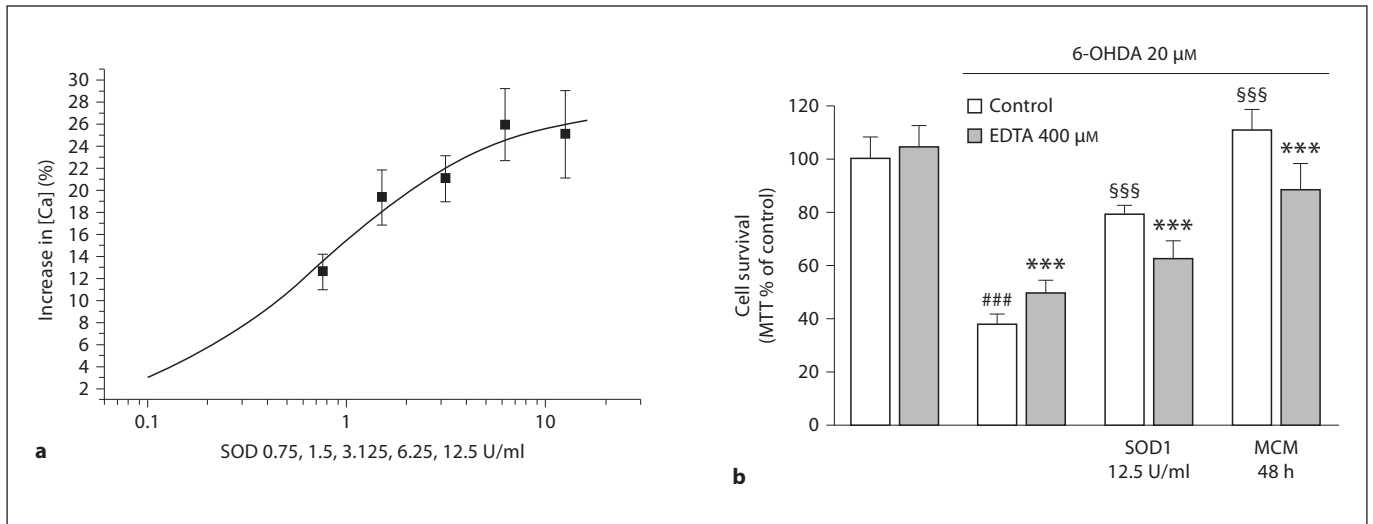 30
28
26
24
22
20
18
16
14
12
10
8
6
4
2
Increase in [Ca] (%)
0.1
1
10
SOD 0.75, 1.5, 3.125, 6.25, 12.5 U/ml
a
6-OHDA 20 μM
Control
EDTA 400 μM
120
100
80
60
40
20
0
Cell survival
(MTT % of control)
###
***
§§§
***
§§§
***
SOD1
12.5 U/ml
MCM
48 h
b